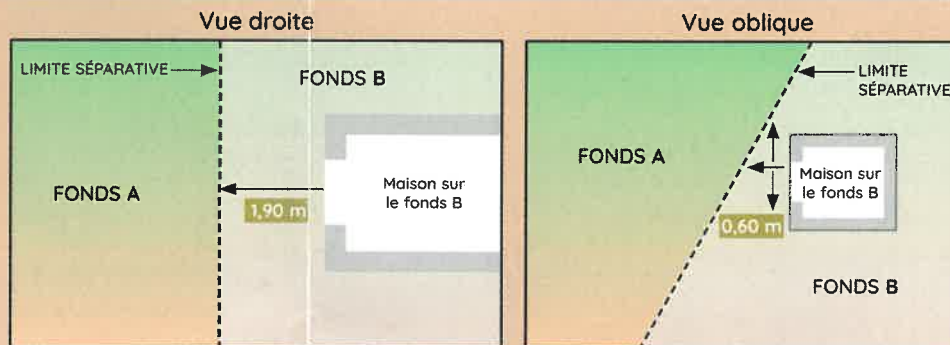 Vue droite
LIMITE SÉPARATIVE
FONDS B
FONDS A
1,90 m
Maison sur
le fonds B
Vue oblique
LIMITE
SÉPARATIVE
FONDS A
Maison sur
le fonds B
0,60 m
FONDS B